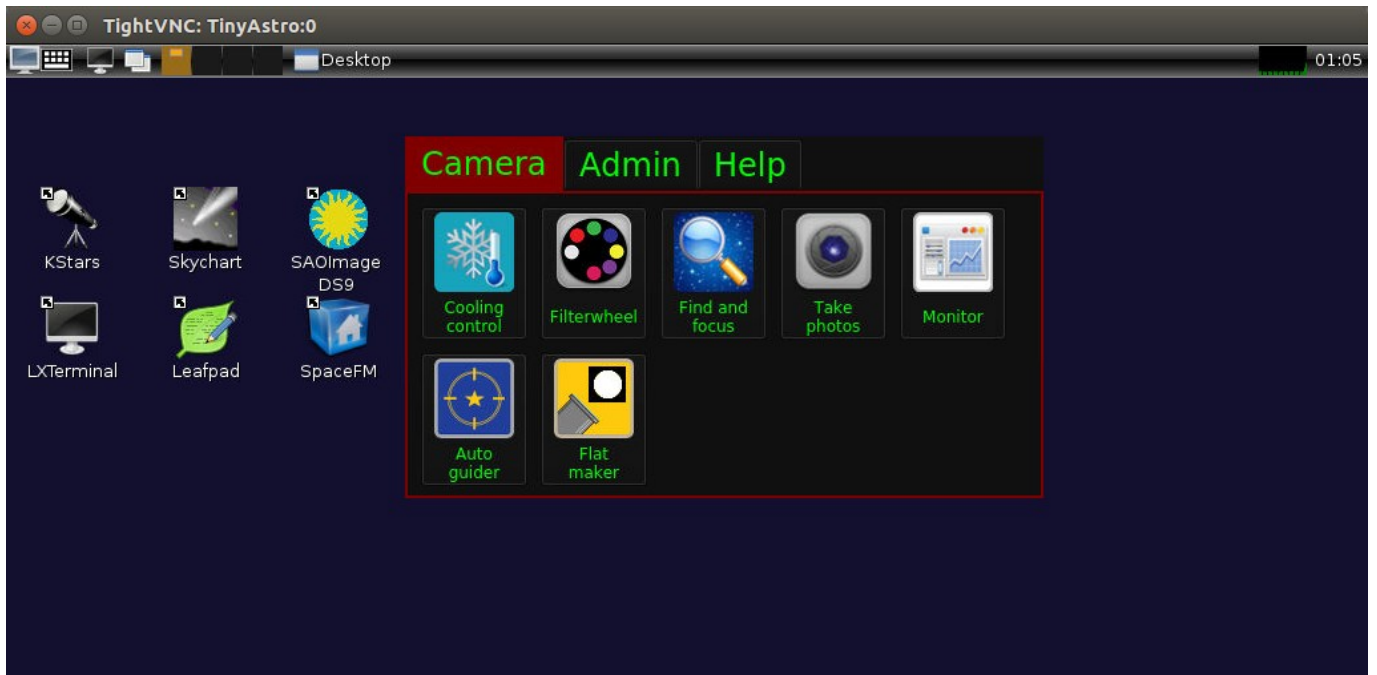 TightVNC: TinyAstro:0
Desktop
01:05
Camera
Admin
Help
KStars
Skychart
SAOImage
DS9
LXTerminal
Leafpad
SpaceFM
Cooling
control
Filterwheel
Find and
focus
Take
photos
Monitor
Auto
guider
Flat
maker